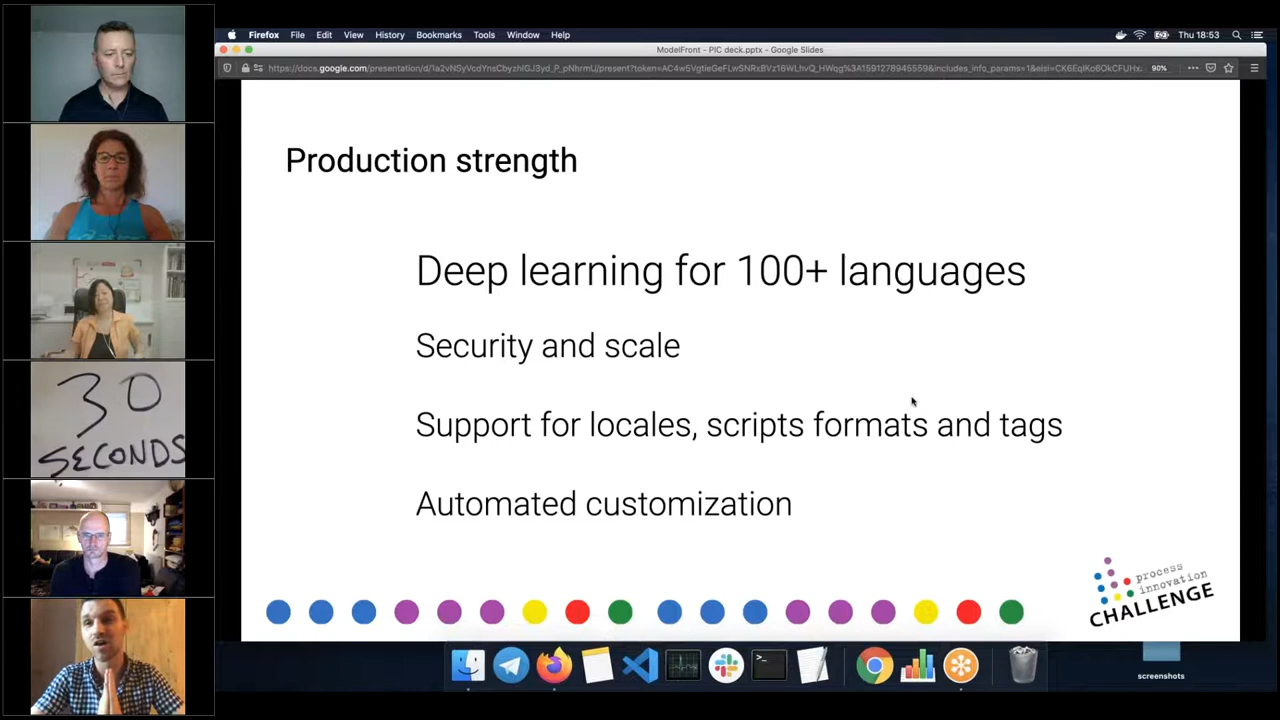 Firefox File Edit View History Bookmarks Tools Window Help Thu 18:53
ModelFront - PIC deck.pptx - Google Slides
90%
Production strength
Deep learning for 100+ languages
Security and scale
Support for locales, scripts formats and tags
Automated customization
process
innovation
CHALLENGE
30
SECONDS
screenshots